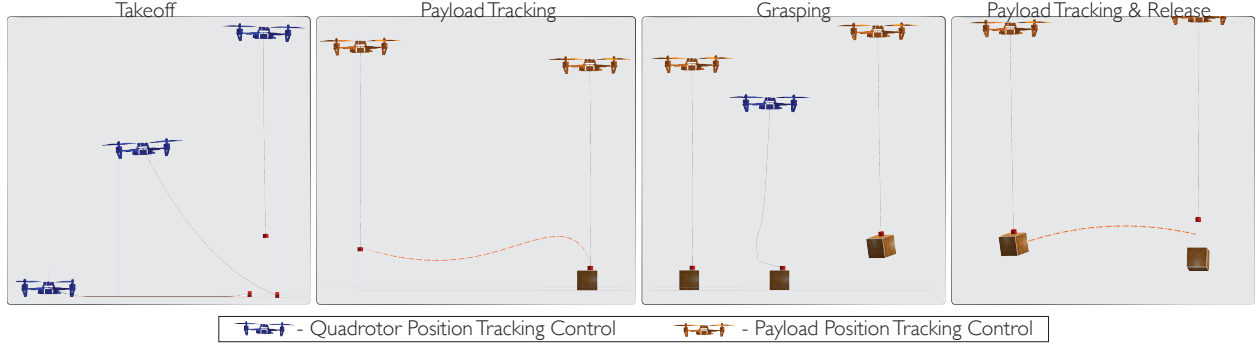 Takeoff
Payload Tracking
Grasping
Payload Tracking & Release
- Quadrotor Position Tracking Control
- Payload Position Tracking Control